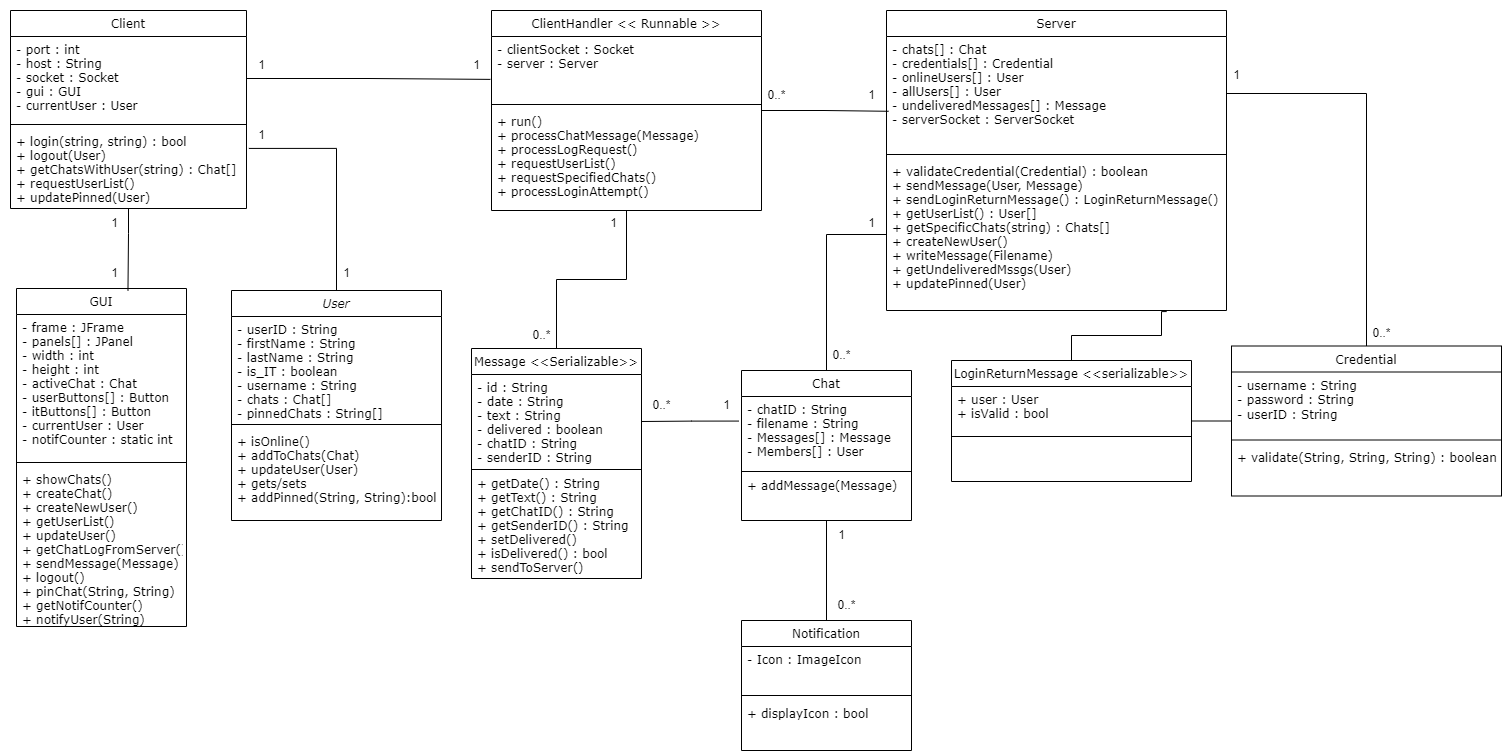 Client
- port : int
- host : String
- socket : Socket
- gui : GUI
- currentUser : User
+ login(string, string) : bool
+ logout(User)
+ getChatsWithUser(string) : Chat[]
+ requestUserList()
+ updatePinned(User)
1
1
ClientHandler << Runnable >>
- clientSocket : Socket
- server : Server
+ run()
+ processChatMessage(Message)
+ processLogRequest()
+ requestUserList()
+ requestSpecifiedChats()
+ processLoginAttempt()
0..*
1
Server
- chats[] : Chat
- credentials[] : Credential
- onlineUsers[] : User
- allUsers[] : User
- undeliveredMessages[] : Message
- serverSocket : ServerSocket
+ validateCredential(Credential) : boolean
+ sendMessage(User, Message)
+ sendLoginReturnMessage() : LoginReturnMessage()
+ getUserList() : User[]
+ getSpecificChats(string) : Chats[]
+ createNewUser()
+ writeMessage(Filename)
+ getUndeliveredMssgs(User)
+ updatePinned(User)
1
0..*
1
1
1
1
GUI
- frame : JFrame
- panels[] : JPanel
- width : int
- height : int
- activeChat : Chat
- userButtons[] : Button
- itButtons[] : Button
- currentUser : User
- notifCounter : static int
+ showChats()
+ createChat()
+ createNewUser()
+ getUserList()
+ updateUser()
+ getChatLogFromServer(
+ sendMessage(Message)
+ logout()
+ pinChat(String, String)
+ getNotifCounter()
+ notifyUser(String)
User
- userID : String
- firstName : String
- lastName : String
- is_IT : boolean
- username : String
- chats : Chat[]
- pinnedChats : String[]
+ isOnline()
+ addToChats(Chat)
+ updateUser(User)
+ gets/sets
+ addPinned(String, String):bool
1
0..*
Message <<Serializable>>
- id : String
- date : String
- text : String
- delivered : boolean
- chatID : String
- senderID : String
+ getDate() : String
+ getText() : String
+ getChatID() : String
+ getSenderID() : String
+ setDelivered()
+ isDelivered() : bool
+ sendToServer()
0..*
1
1
0..*
Chat
- chatID : String
- filename : String
- Messages[] : Message
- Members[] : User
+ addMessage(Message)
1
0..*
Notification
- Icon : ImageIcon
+ displayIcon : bool
LoginReturnMessage <<serializable>>
+ user : User
+ isValid : bool
Credential
- username : String
- password : String
- userID : String
+ validate(String, String, String) : boolean